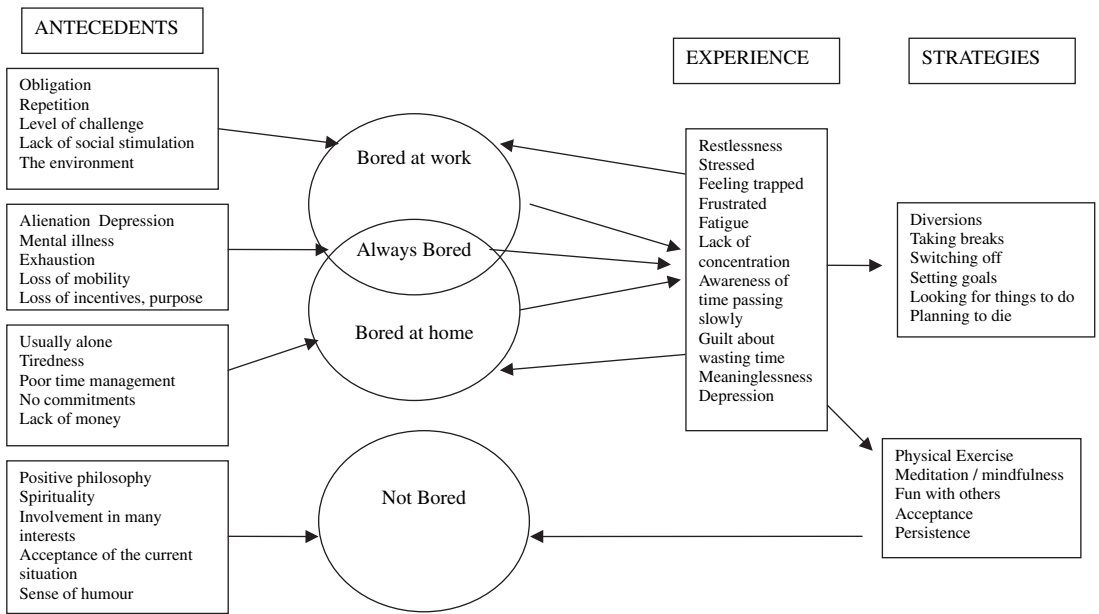 ANTECEDENTS
Obligation
Repetition
Level of challenge
Lack of social stimulation
The environment
Alienation  Depression
Mental illness
Exhaustion
Loss of mobility
Loss of incentives, purpose
Usually alone
Tiredness
Poor time management
No commitments
Lack of money
Positive philosophy
Spirituality
Involvement in many
interests
Acceptance of the current
situation
Sense of humour
Bored at work
Always Bored
Bored at home
Not Bored
EXPERIENCE
Restlessness
Stressed
Feeling trapped
Frustrated
Fatigue
Lack of
concentration
Awareness of
time passing
slowly
Guilt about
wasting time
Meaninglessness
Depression
STRATEGIES
Diversions
Taking breaks
Switching off
Setting goals
Looking for things to do
Planning to die
Physical Exercise
Meditation / mindfulness
Fun with others
Acceptance
Persistence